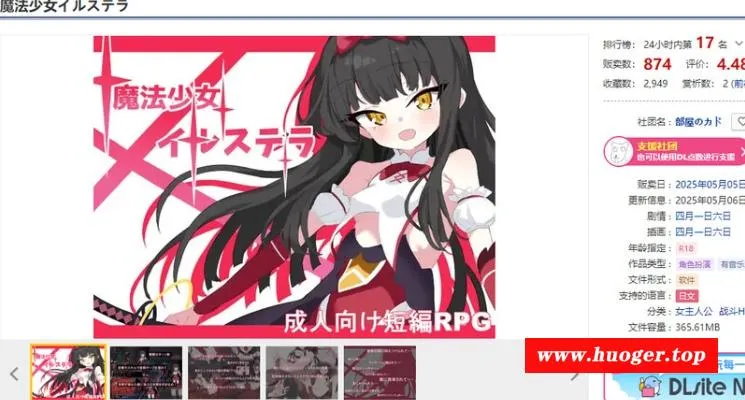 魔法少女イルステラ
魔法少女
イルステラ
成人向け短編RPG
排行榜： 24小时内第 17 名
贩卖数： 874 评价： 4.48
收藏数： 2,949 赏析数： 2
社团名： 部屋のカド
支援社团
也可以使用DL点数进行支援
贩卖日： 2025年05月05日
更新信息： 2025年05月06日
剧情： 四月一日六日
插画： 四月一日六日
年龄指定： R18
作品类型： 角色扮演 有音乐
文件形式： 软件
支持的语言： 日文
分类： 女主人公 战斗H
文件容量： 365.61MB
www.huoger.top
DLsite